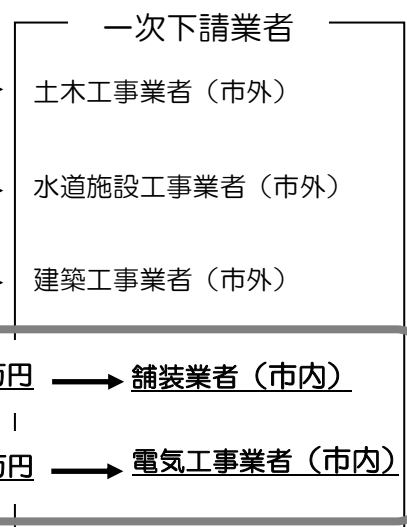 一次下請業者
土木工事業者（市外）
水道施設工事業者（市外）
建築工事業者（市外）
万円 舗装業者（市内）
万円 電気工事業者（市内）